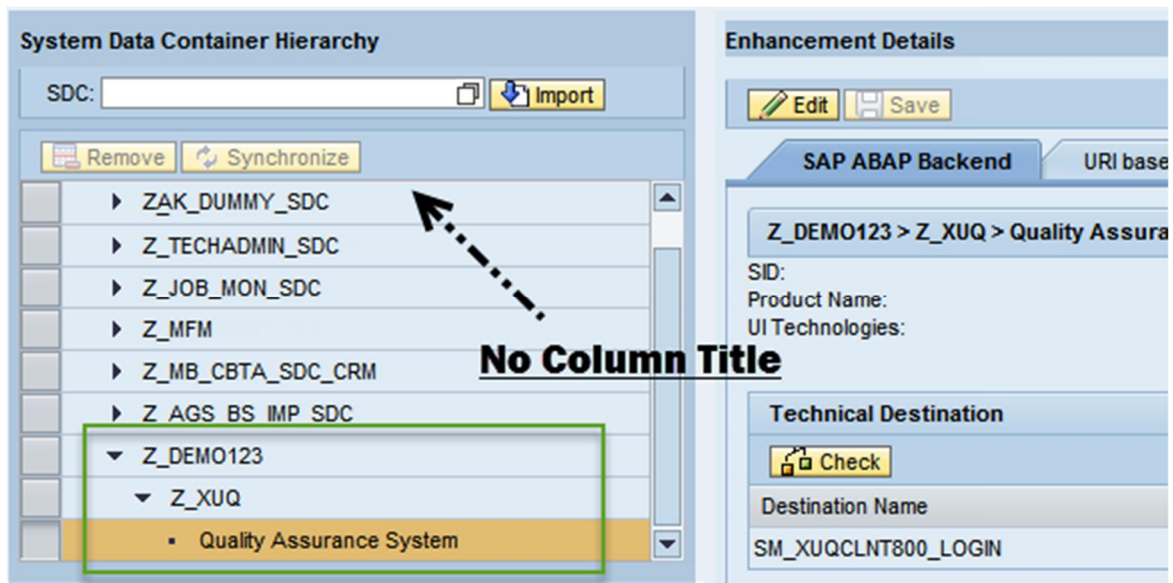 System Data Container Hierarchy
SDC:
Import
Remove Synchronize
ZAK_DUMMY_SDC
Z_TECHADMIN_SDC
Z_JOB_MON_SDC
Z_MFM
Z_MB_CBTA_SDC_CRM
Z_AGS_BS_IMP_SDC
Z_DEMO123
Z_XUQ
Quality Assurance System
No Column Title
Enhancement Details
Edit Save
SAP ABAP Backend URI base
Z_DEMO123 > Z_XUQ > Quality Assura
SID:
Product Name:
UI Technologies:
Technical Destination
Check
Destination Name
SM_XUQCLNT800_LOGIN